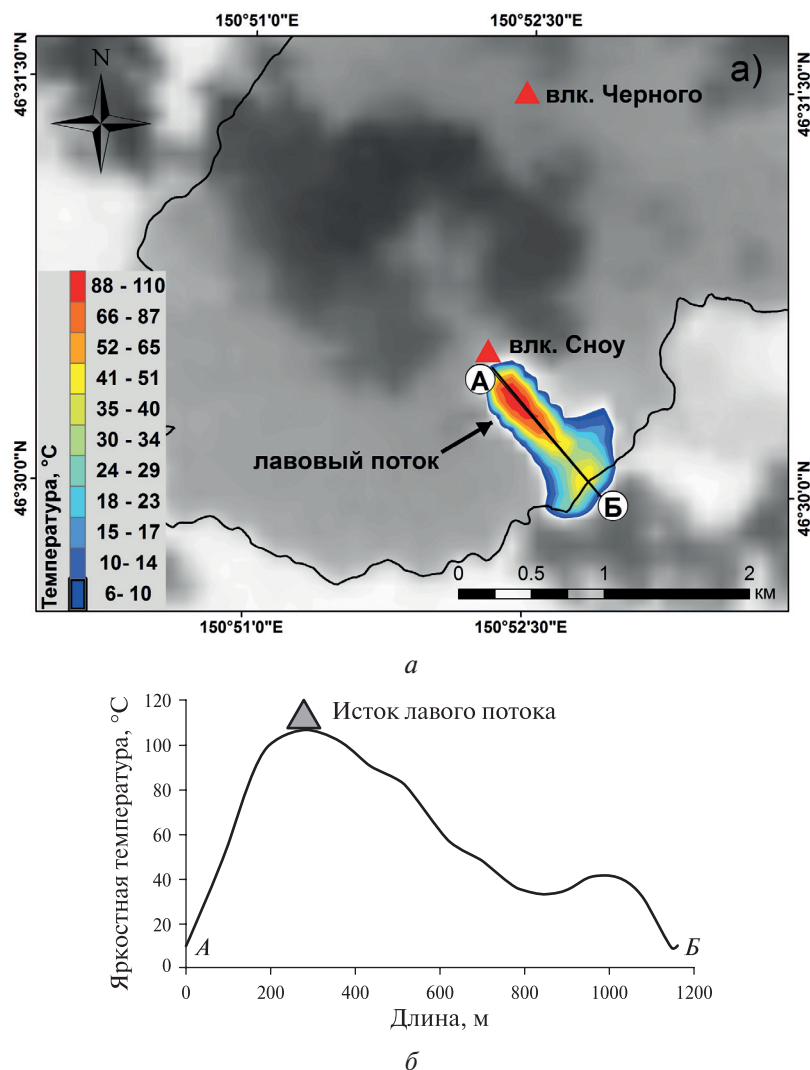 150°51'0"E 150°52'30"E
46°31'30"N
46°31'30"N
N
а)
влк. Черного
Температура, °C
88 - 110
66 - 87
52 - 65
41 - 51
35 - 40
30 - 34
24 - 29
18 - 23
15 - 17
10- 14
6- 10
влк. Сноу
А
лавовый поток
Б
46°30'0"N
46°30'0"N
0 0.5 1 2
км
150°51'0"E 150°52'30"E
а
Яркостная температура, °C
120
100
80
60
40
20
0
Исток лавого потока
А
Б
0 200 400 600 800 1000 1200
Длина, м
б